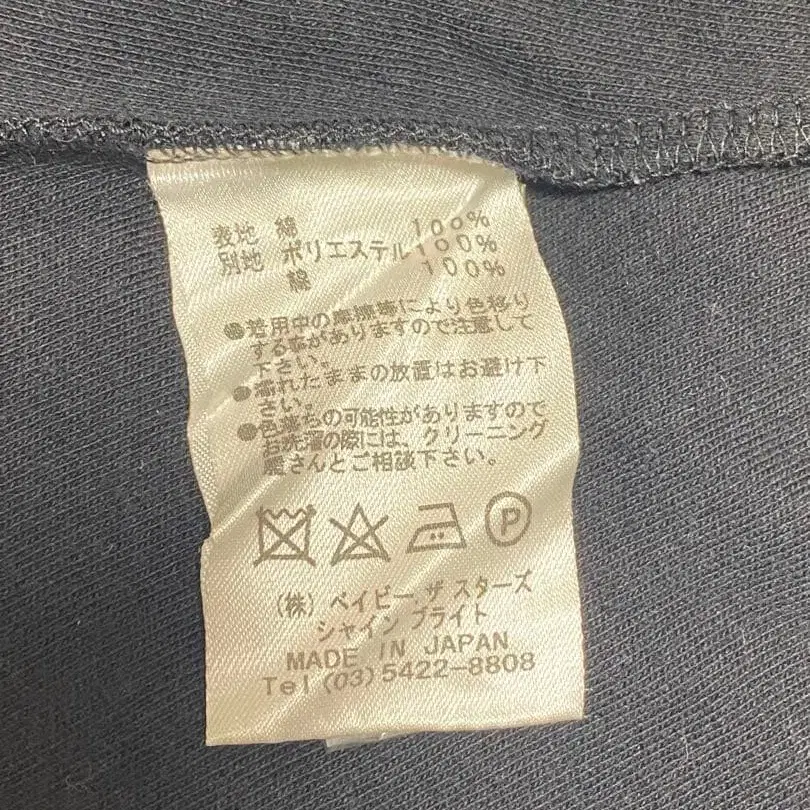 表地 綿 100%
別地 ポリエステル 100%
綿 100%
●着用中の摩擦等により色移り
する事がありますので注意して
下さい。
●濡れたままの放置はお避け下
さい。
●色落ちの可能性がありますので
お洗濯の際には、クリーニング
屋さんとご相談下さい。
P
(株) ベイビー ザ スターズ
シャイン ブライト
MADE IN JAPAN
Tel (03) 5422-8808